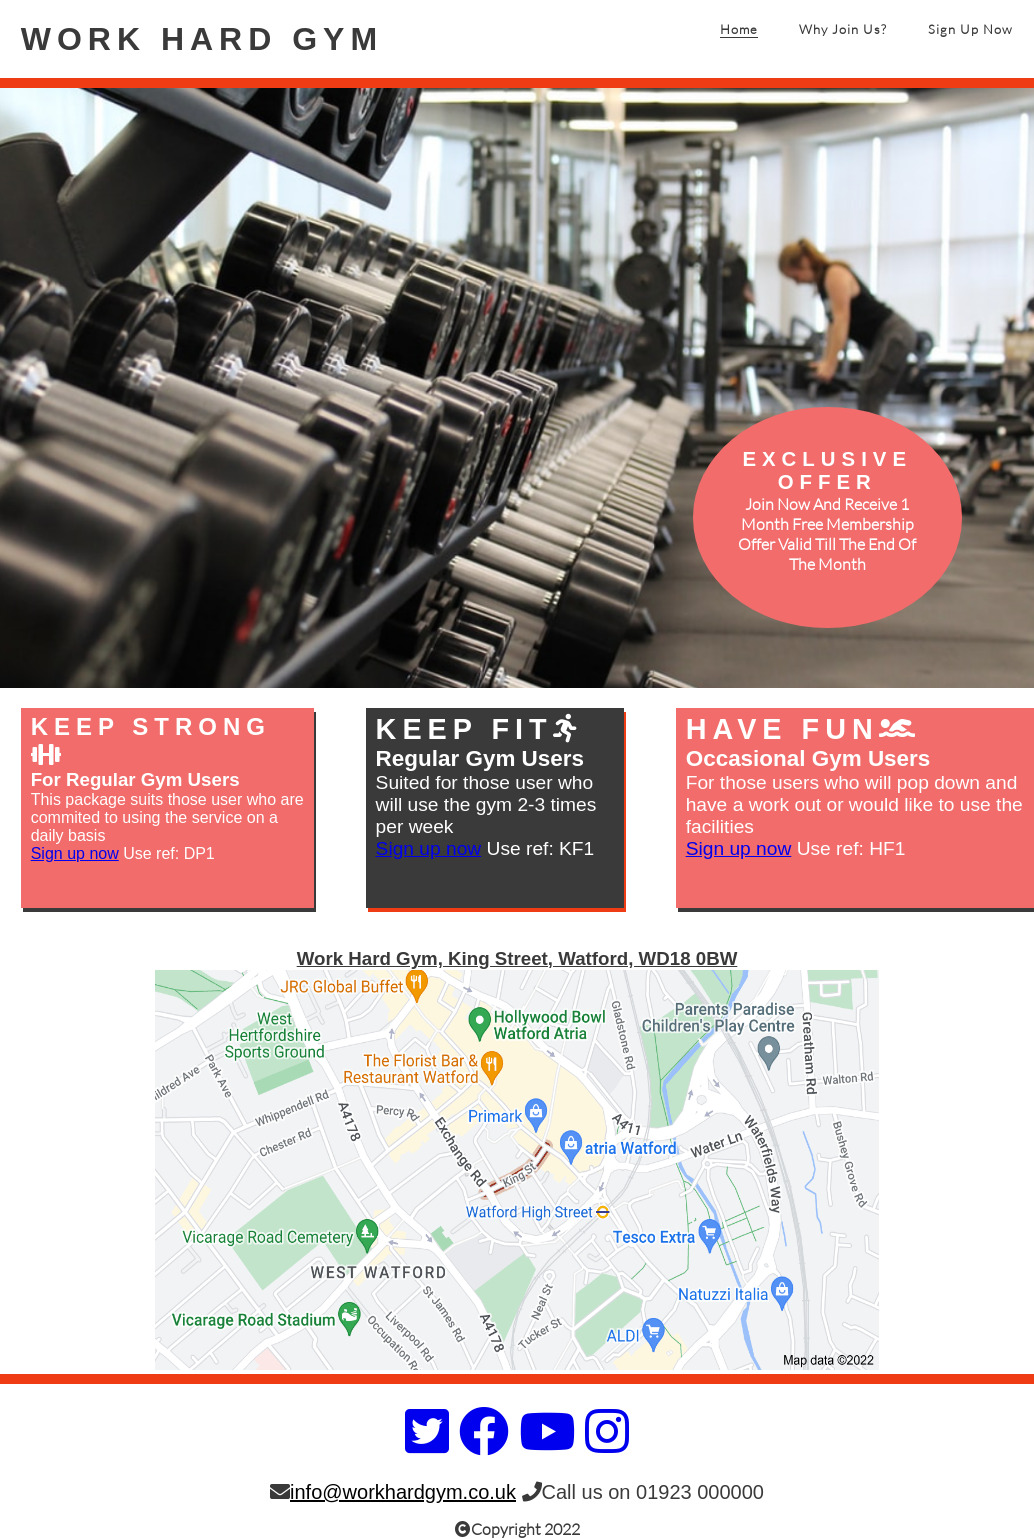 WORK HARD GYM
Home Why Join Us? Sign Up Now
EXCLUSIVE
OFFER
Join Now And Receive 1
Month Free Membership
Offer Valid Till The End Of
The Month
KEEP STRONG
For Regular Gym Users
This package suits those user who are
commited to using the service on a
daily basis
Sign up now Use ref: DP1
KEEP FIT
Regular Gym Users
Suited for those user who
will use the gym 2-3 times
per week
Sign up now Use ref: KF1
HAVE FUN
Occasional Gym Users
For those users who will pop down and
have a work out or would like to use the
facilities
Sign up now Use ref: HF1
Work Hard Gym, King Street, Watford, WD18 0BW
JRC Global Buffet
West
Hertfordshire
Sports Ground
Hollywood Bowl
Watford Atria
Gladstone Rd
Parents Paradise
Children's Play Centre
Greatham Rd
The Florist Bar &
Restaurant Watford
ildred Ave
Park Ave
Walton Rd
Whippendell Rd
Percy Rd
Primark
A4178
Chester Rd
Exchange Rd
A411
atria Watford
Water Ln
Waterfields Way
Bushey Grove Rd
King St
Watford High Street
Vicarage Road Cemetery
Tesco Extra
WEST WATFORD
Natuzzi Italia
St James Rd
Neal St
Vicarage Road Stadium
Liverpool Rd
Occupation Rd
A4178
Tucker St
ALDI
Map data ©2022
info@workhardgym.co.uk Call us on 01923 000000
Copyright 2022